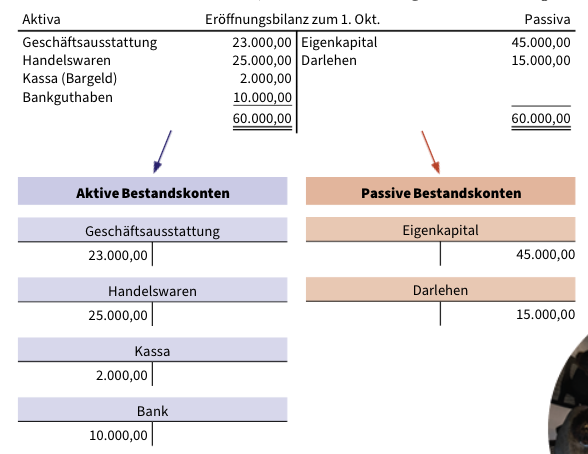 Aktiva Eröffnungsbilanz zum 1. Okt. Passiva
Geschäftsausstattung 23.000,00 Eigenkapital 45.000,00
Handelswaren 25.000,00 Darlehen 15.000,00
Kassa (Bargeld) 2.000,00
Bankguthaben 10.000,00
60.000,00 60.000,00
Aktive Bestandskonten Passive Bestandskonten
Geschäftsausstattung Eigenkapital
23.000,00 45.000,00
Handelswaren Darlehen
25.000,00 15.000,00
Kassa
2.000,00
Bank
10.000,00